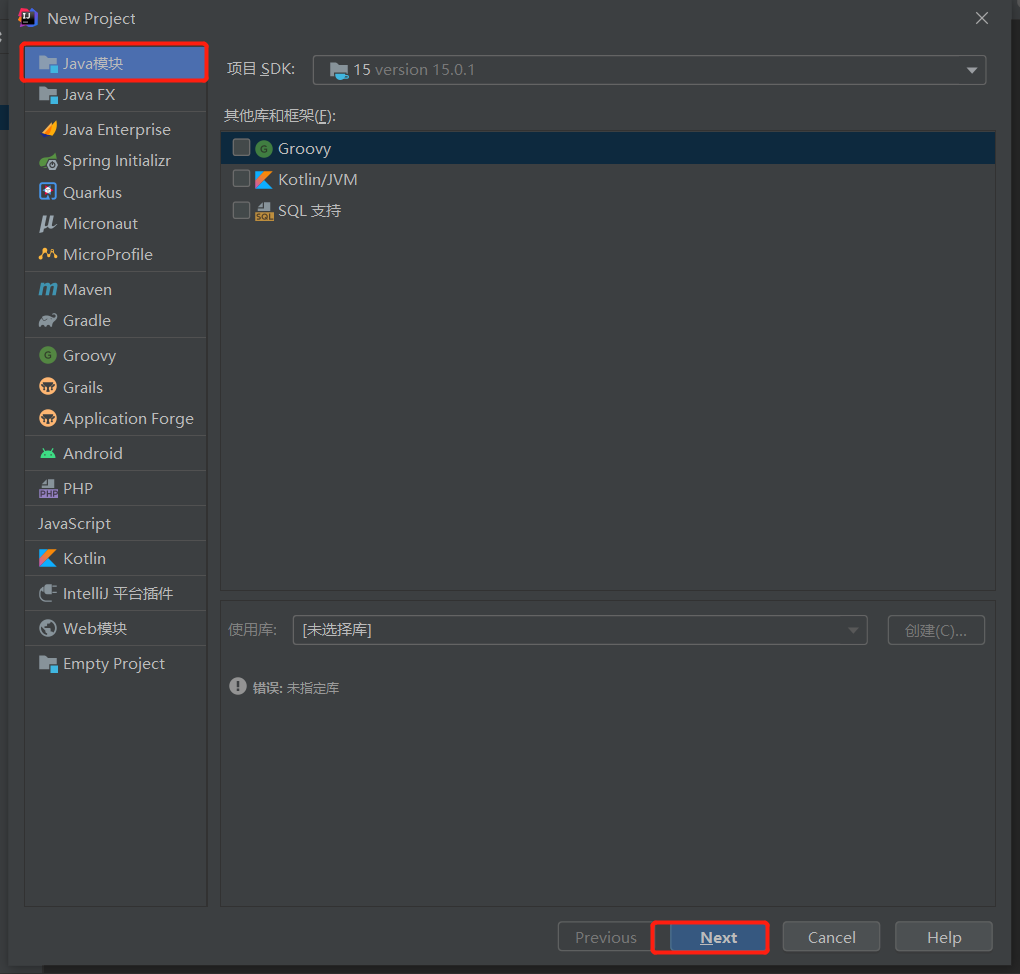 New Project
Java模块
Java FX
Java Enterprise
Spring Initializr
Quarkus
Micronaut
MicroProfile
Maven
Gradle
Groovy
Grails
Application Forge
Android
PHP
JavaScript
Kotlin
IntelliJ 平台插件
Web模块
Empty Project
项目 SDK:
15 version 15.0.1
其他库和框架(F):
Groovy
Kotlin/JVM
SQL 支持
使用库:
[未选择库]
创建(C)...
错误: 未指定库
Previous
Next
Cancel
Help